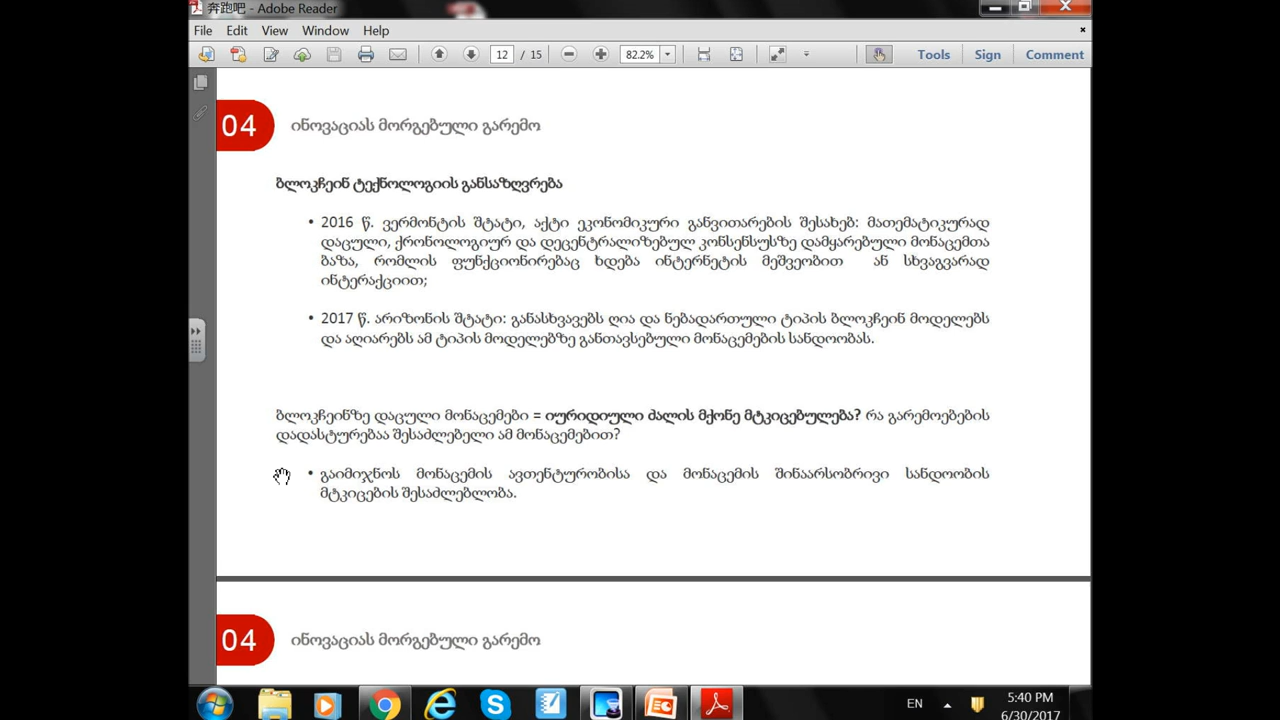 奔跑吧 - Adobe Reader
File Edit View Window Help
12 / 15 82.2% Tools Sign Comment
04 ინოვაციას მორგებული გარემო
ბლოკჩეინ ტექნოლოგიის განსაზღვრება
• 2016 წ. ვერმონტის შტატი, აქტი ეკონომიკური განვითარების შესახებ: მათემატიკურად
დაცული, ქრონოლოგიურ და დეცენტრალიზებულ კონსენსუსზე დამყარებული მონაცემთა
ბაზა, რომლის ფუნქციონირებაც ხდება ინტერნეტის მეშვეობით ან სხვაგვარად
ინტერაქციით;
• 2017 წ. არიზონის შტატი: განასხვავებს ღია და ნებადართული ტიპის ბლოკჩეინ მოდელებს
და აღიარებს ამ ტიპის მოდელებზე განთავსებული მონაცემების სანდოობას.
ბლოკჩეინზე დაცული მონაცემები = იურიდიული ძალის მქონე მტკიცებულება? რა გარემოებების
დადასტურებაა შესაძლებელი ამ მონაცემებით?
• გაიმიჯნოს მონაცემის ავთენტურობისა და მონაცემის შინაარსობრივი სანდოობის
მტკიცების შესაძლებლობა.
04 ინოვაციას მორგებული გარემო
EN 5:40 PM
6/30/2017